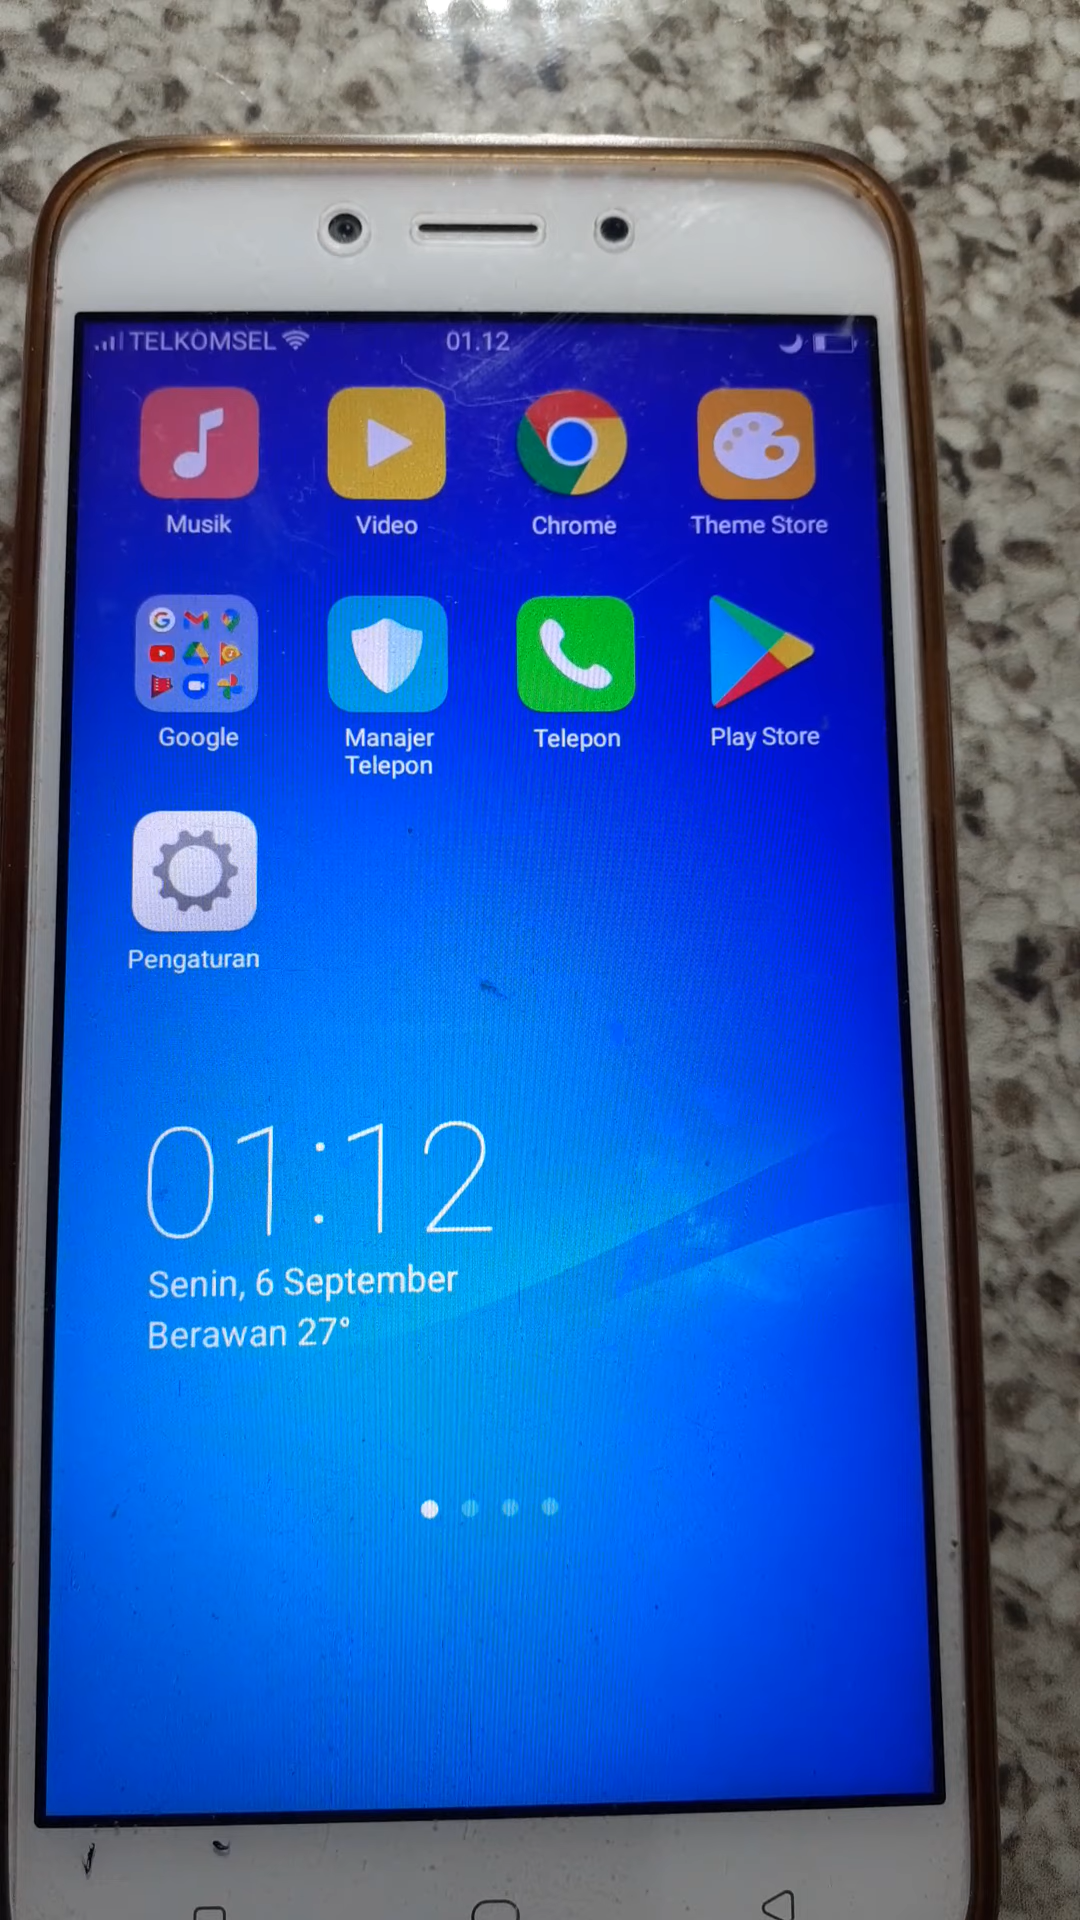 TELKOMSEL 01.12
Musik Video Chrome Theme Store
Google Manajer Telepon Telepon Play Store
Pengaturan
01:12
Senin, 6 September
Berawan 27°